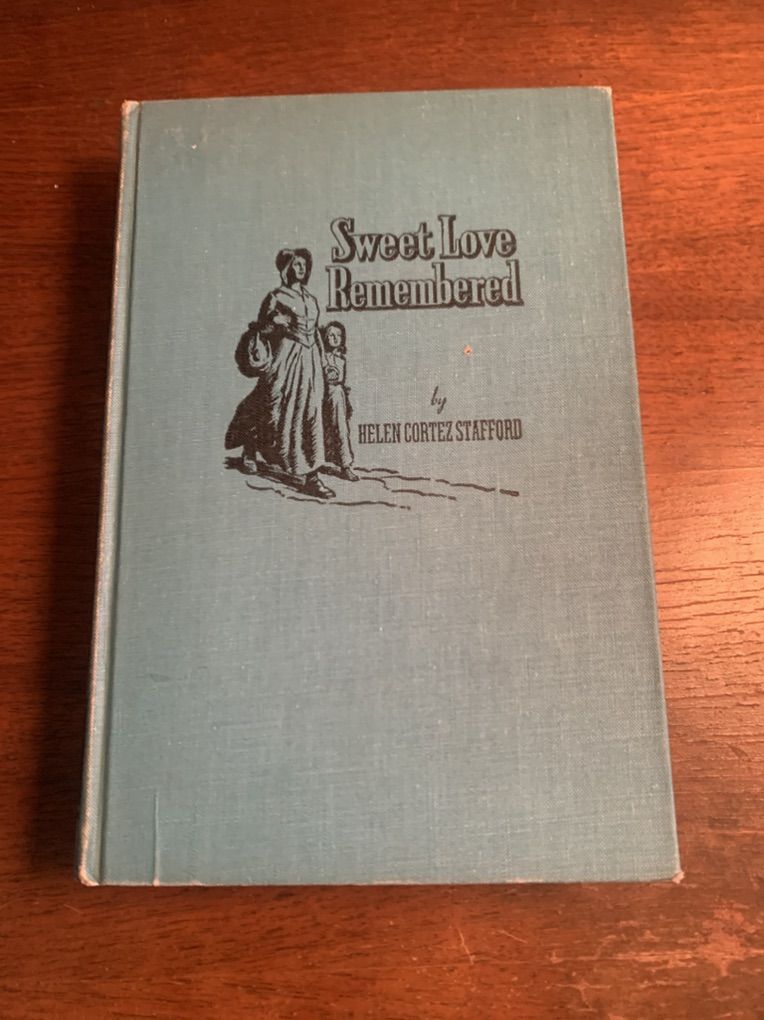 Sweet Love
Remembered
by
HELEN CORTEZ STAFFORD